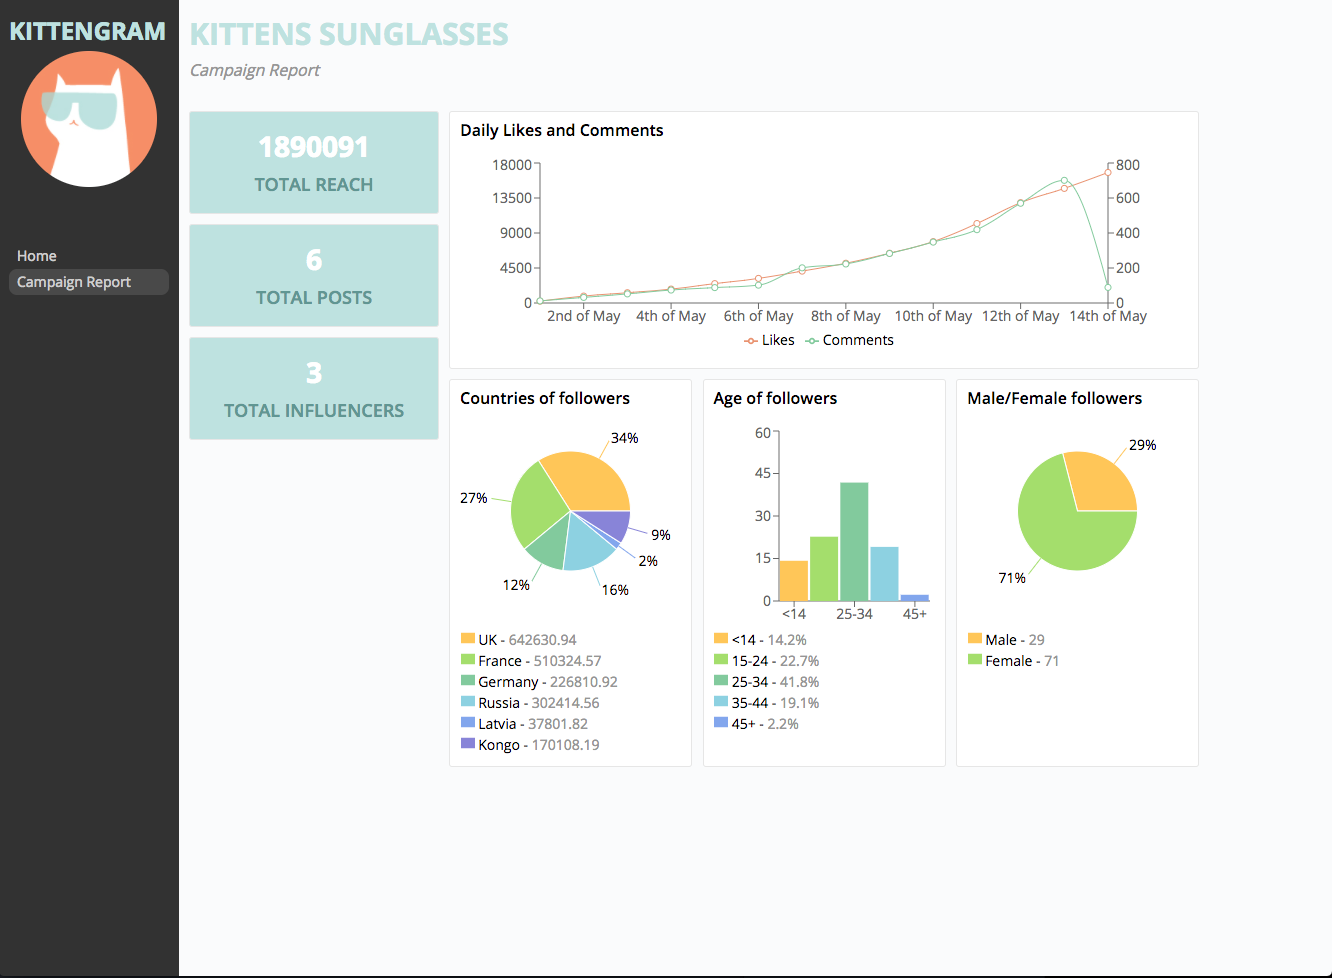 KITTENGRAM
Home
Campaign Report
KITTENS SUNGLASSES
Campaign Report
1890091
TOTAL REACH
6
TOTAL POSTS
3
TOTAL INFLUENCERS
Daily Likes and Comments
18000
13500
9000
4500
0
800
600
400
200
0
2nd of May 4th of May 6th of May 8th of May 10th of May 12th of May 14th of May
Likes Comments
Countries of followers
34%
27%
9%
2%
12%
16%
UK - 642630.94
France - 510324.57
Germany - 226810.92
Russia - 302414.56
Latvia - 37801.82
Kongo - 170108.19
Age of followers
60
45
30
15
0
<14 25-34 45+
<14 - 14.2%
15-24 - 22.7%
25-34 - 41.8%
35-44 - 19.1%
45+ - 2.2%
Male/Female followers
29%
71%
Male - 29
Female - 71